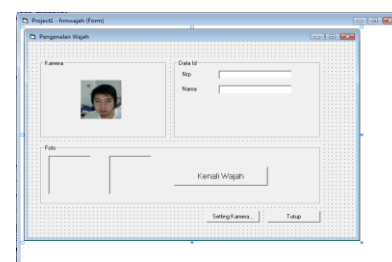 Project1 - frmwajah (Form)
Pengenalan Wajah
Kamera
Data Id
Nip
Nama
Foto
Kenali Wajah
Setting Kamera...
Tutup